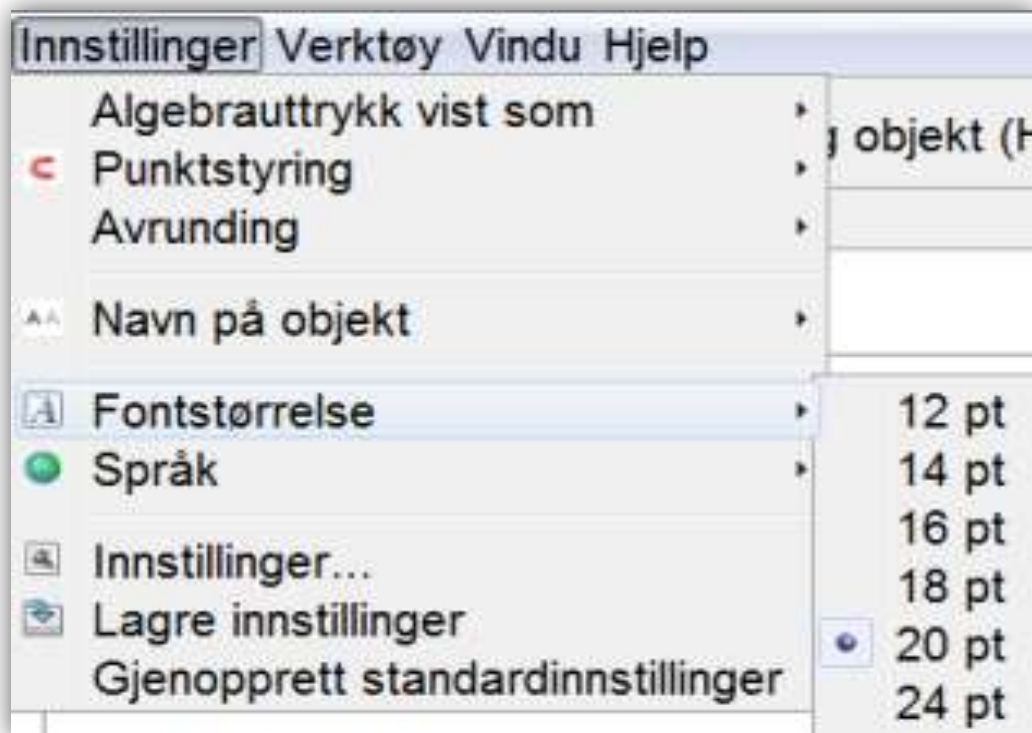 Innstillinger Verktøy Vindu Hjelp
Algebrauttrykk vist som
objekt (H
Punktstyring
Avrunding
Navn på objekt
Fontstørrelse
12 pt
Språk
14 pt
16 pt
Innstillinger...
18 pt
Lagre innstillinger
20 pt
Gjenopprett standardinnstillinger
24 pt